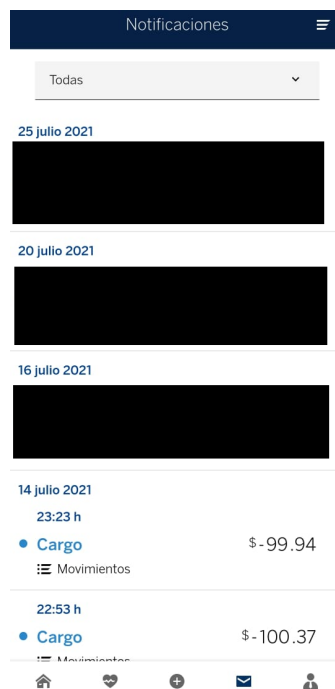 Notificaciones
Todas
25 julio 2021
20 julio 2021
16 julio 2021
14 julio 2021
23:23 h
Cargo $-99.94
Movimientos
22:53 h
Cargo $-100.37
Movimientos